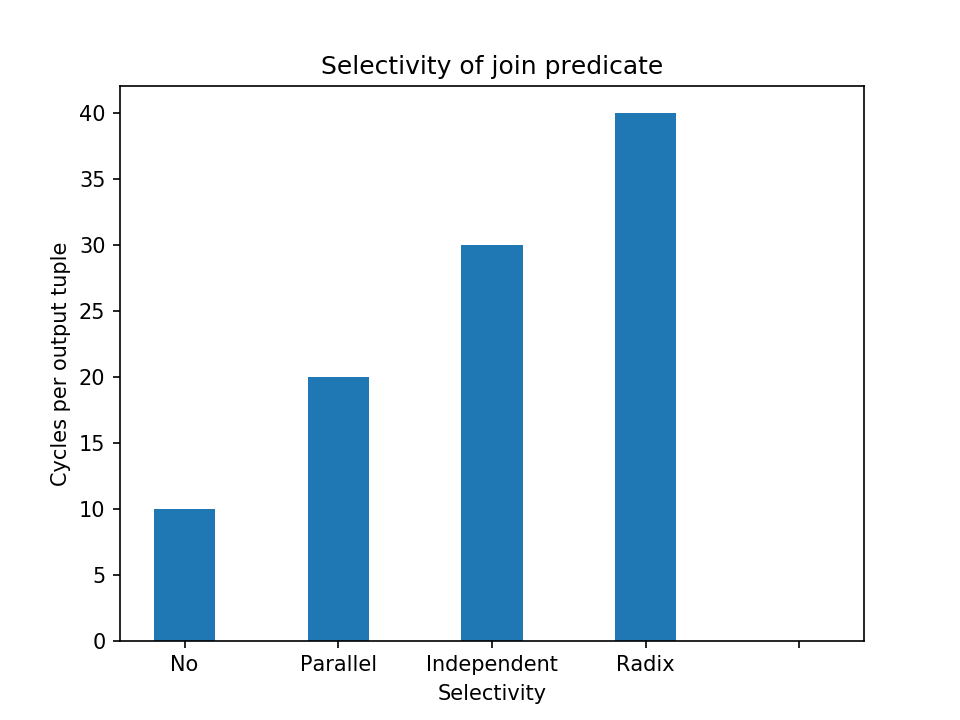 Selectivity of join predicate
Cycles per output tuple
40
35
30
25
20
15
10
5
0
No
Parallel
Independent
Radix
Selectivity